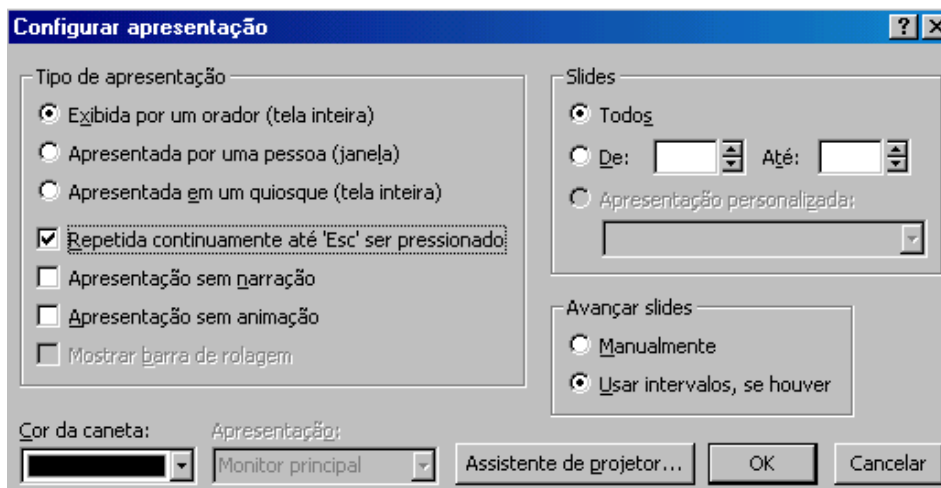 Configurar apresentação
Tipo de apresentação
Exibida por um orador (tela inteira)
Apresentada por uma pessoa (janela)
Apresentada em um quiosque (tela inteira)
Repetida continuamente até 'Esc' ser pressionado
Apresentação sem narração
Apresentação sem animação
Mostrar barra de rolagem
Slides
Todos
De: Até:
Apresentação personalizada:
Avançar slides
Manualmente
Usar intervalos, se houver
Cor da caneta:
Apresentação:
Monitor principal
Assistente de projetor...
OK
Cancelar